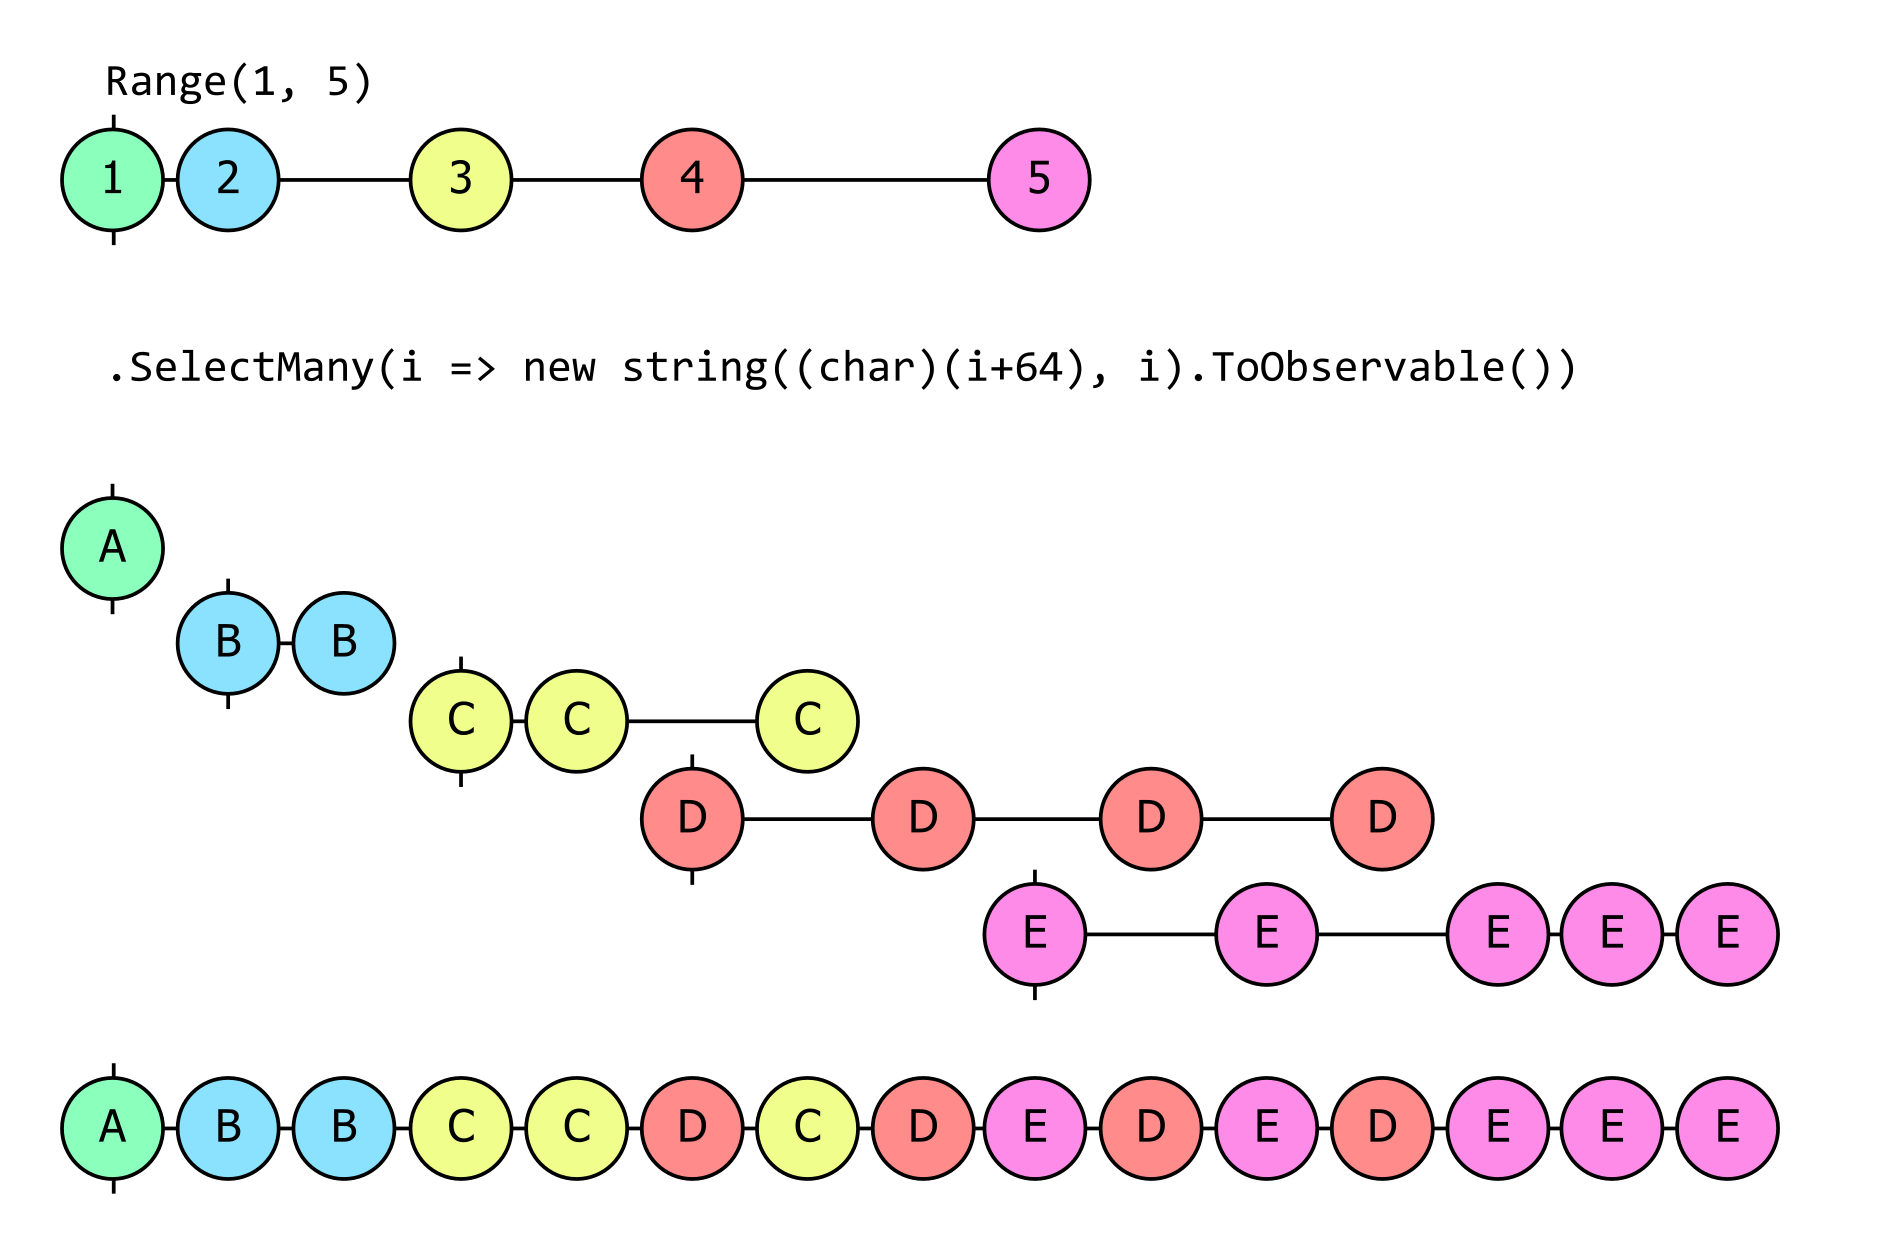 Range(1, 5)
1 2 3 4 5
.SelectMany(i => new string((char)(i+64), i).ToObservable())
A
B B
C C C
D D D D
E E E E E
A B B C C D C D E D E D E E E